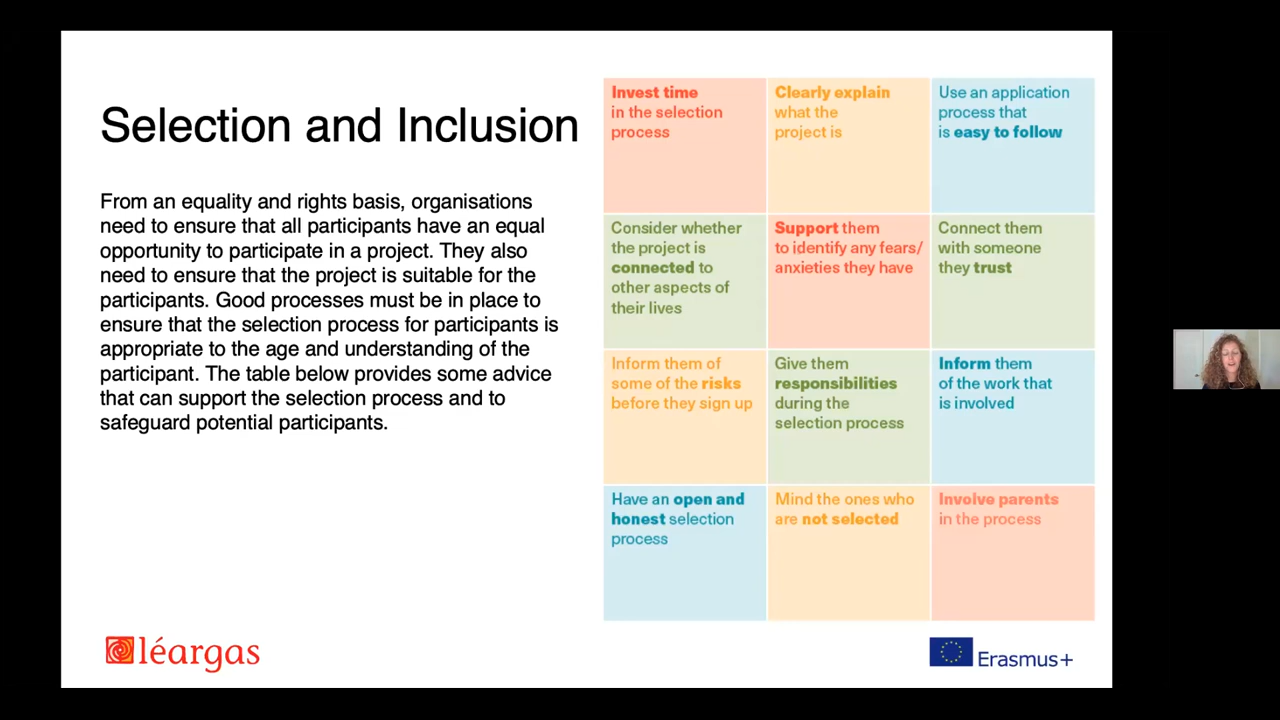 Selection and Inclusion
From an equality and rights basis, organisations
need to ensure that all participants have an equal
opportunity to participate in a project. They also
need to ensure that the project is suitable for the
participants. Good processes must be in place to
ensure that the selection process for participants is
appropriate to the age and understanding of the
participant. The table below provides some advice
that can support the selection process and to
safeguard potential participants.
Invest time
in the selection
process
Clearly explain
what the
project is
Use an application
process that
is easy to follow
Consider whether
the project is
connected to
other aspects of
their lives
Support them
to identify any fears/
anxieties they have
Connect them
with someone
they trust
Inform them of
some of the risks
before they sign up
Give them
responsibilities
during the
selection process
Inform them
of the work that
is involved
Have an open and
honest selection
process
Mind the ones who
are not selected
Involve parents
in the process
léargas
Erasmus+